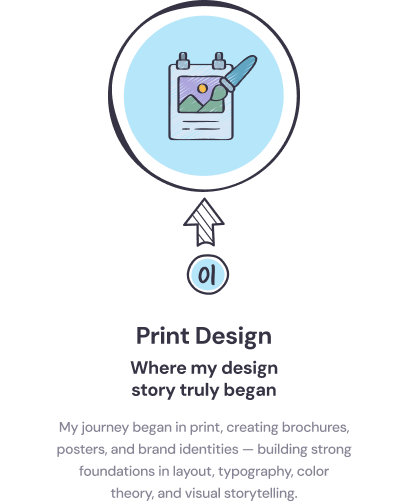 01
Print Design
Where my design
story truly began
My journey began in print, creating brochures,
posters, and brand identities — building strong
foundations in layout, typography, color
theory, and visual storytelling.